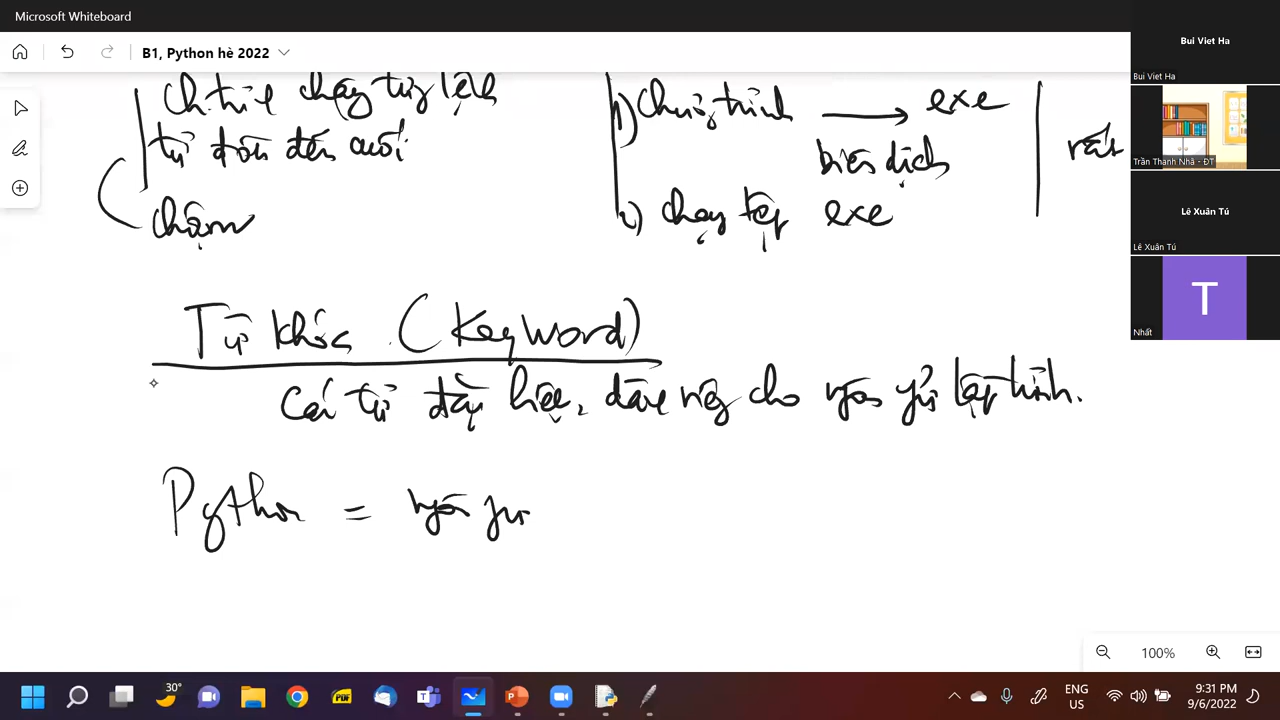 Microsoft Whiteboard
B1, Python hè 2022
Bui Viet Ha
Bui Viet Ha
Trần Thanh Nhã - ĐT
Lê Xuân Tú
Lê Xuân Tú
T
Nhất
chạy từng lệnh
từ đầu đến cuối
chậm
1) chương trình → exe
biên dịch
rất
2) chạy tệp exe
Từ khóa (Keyword)
Các từ đặc biệt, dành riêng cho ngôn ngữ lập trình.
Python = ngôn ngữ
100%
30°
PDF
ENG
US
9:31 PM
9/6/2022